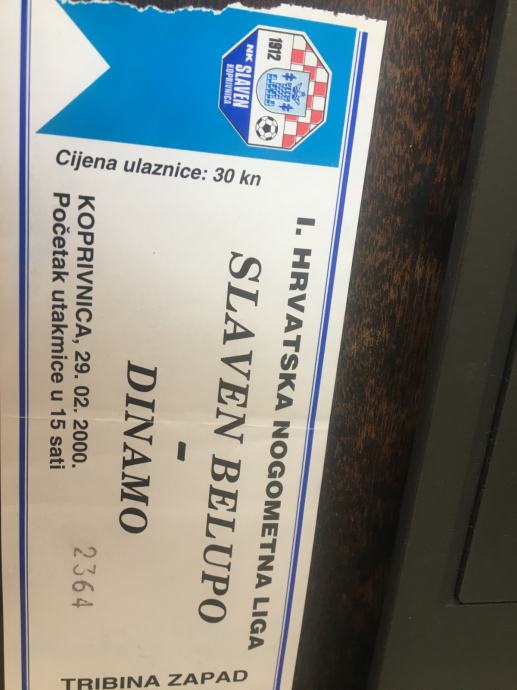 1912
NK SLAVEN
KOPRIVNICA
Cijena ulaznice: 30 kn
I. HRVATSKA NOGOMETNA LIGA
SLAVEN BELUPO
-
DINAMO
KOPRIVNICA, 29. 02. 2000.
Početak utakmice u 15 sati
2364
TRIBINA ZAPAD